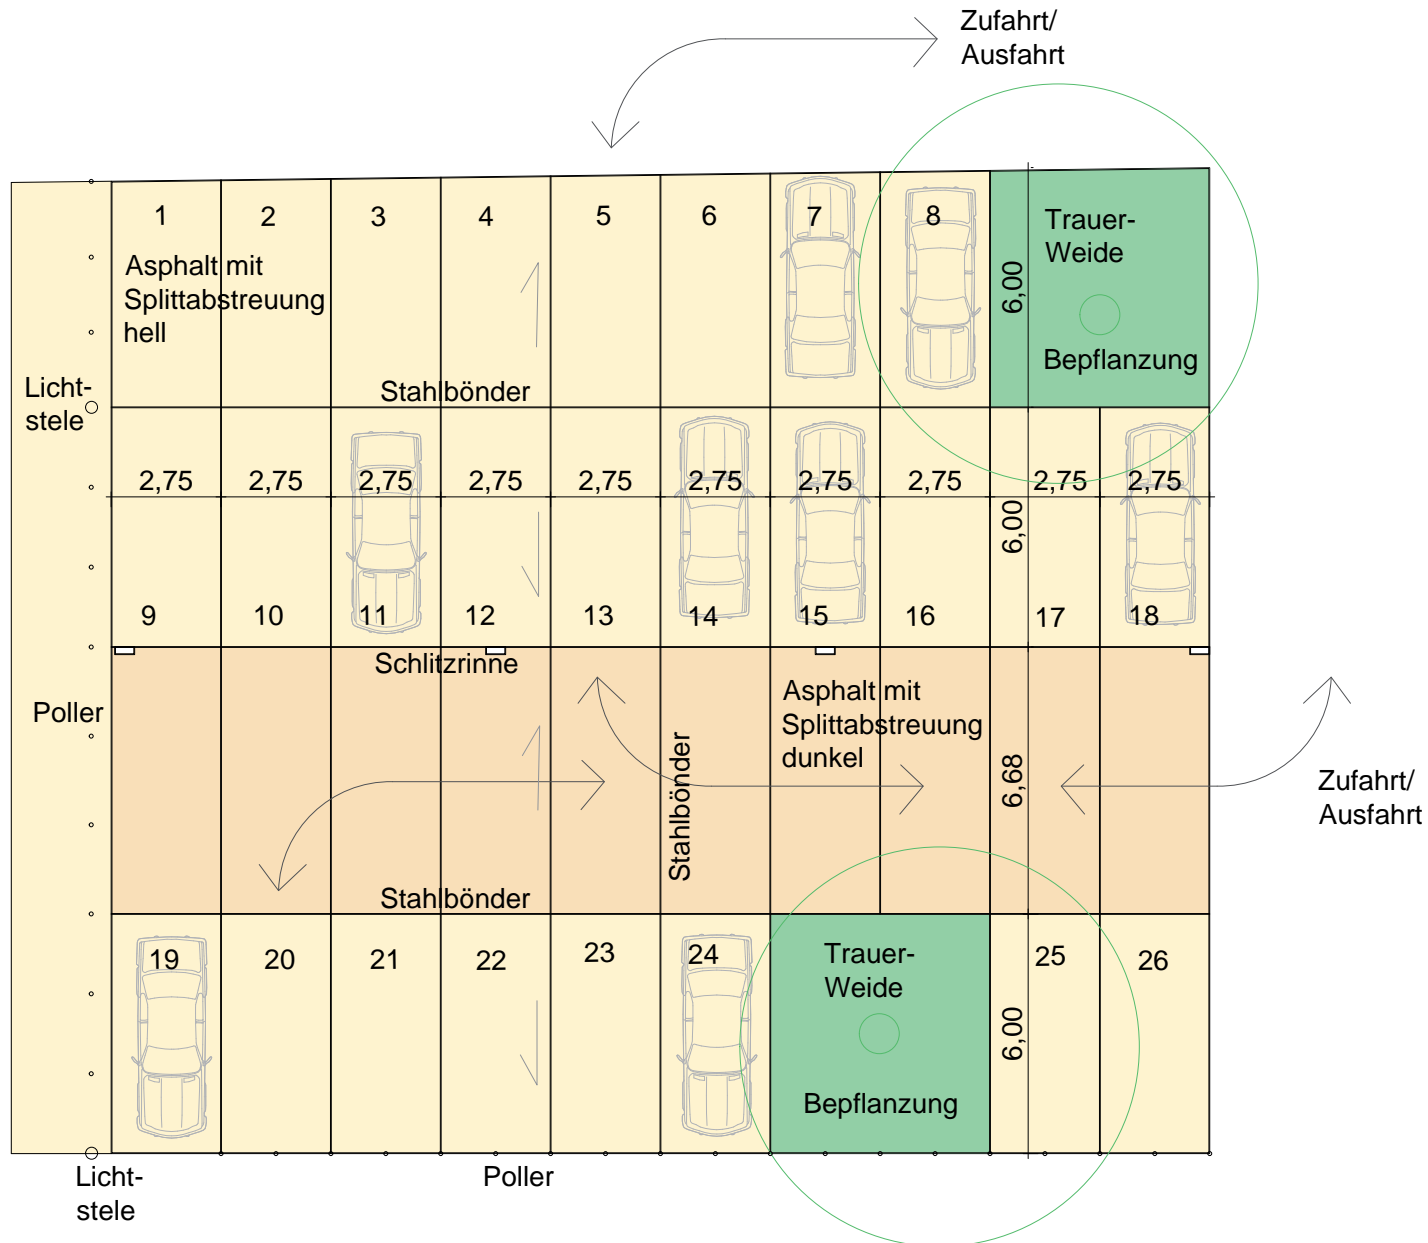 Zufahrt/
Ausfahrt
1 2 3 4 5 6 7 8
Trauer-
Weide
6,00
Asphalt mit
Splittabstreuung
hell
Bepflanzung
Licht-
stele
Stahlbönder
2,75 2,75 2,75 2,75 2,75 2,75 2,75 2,75 2,75 2,75
6,00
9 10 11 12 13 14 15 16 17 18
Schlitzrinne
Poller
Asphalt mit
Splittabstreuung
dunkel
Stahlbönder
6,68
Zufahrt/
Ausfahrt
Stahlbönder
19 20 21 22 23 24 25 26
Trauer-
Weide
6,00
Bepflanzung
Licht-
stele
Poller